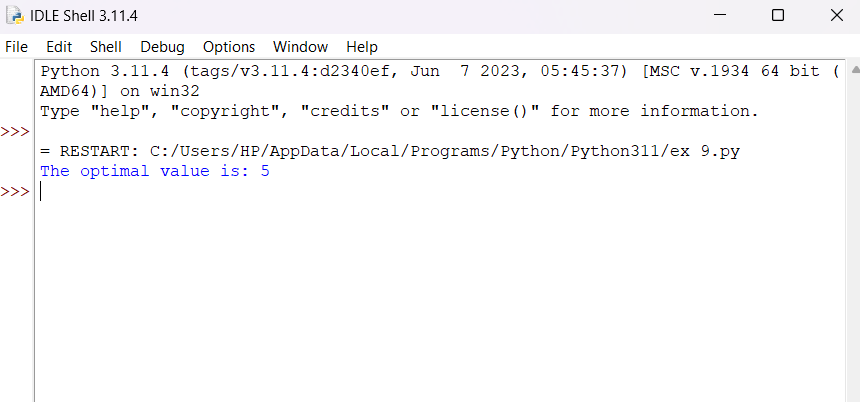 IDLE Shell 3.11.4
File Edit Shell Debug Options Window Help
Python 3.11.4 (tags/v3.11.4:d2340ef, Jun  7 2023, 05:45:37) [MSC v.1934 64 bit (
AMD64)] on win32
Type "help", "copyright", "credits" or "license()" for more information.
>>>
= RESTART: C:/Users/HP/AppData/Local/Programs/Python/Python311/ex 9.py
The optimal value is: 5
>>>